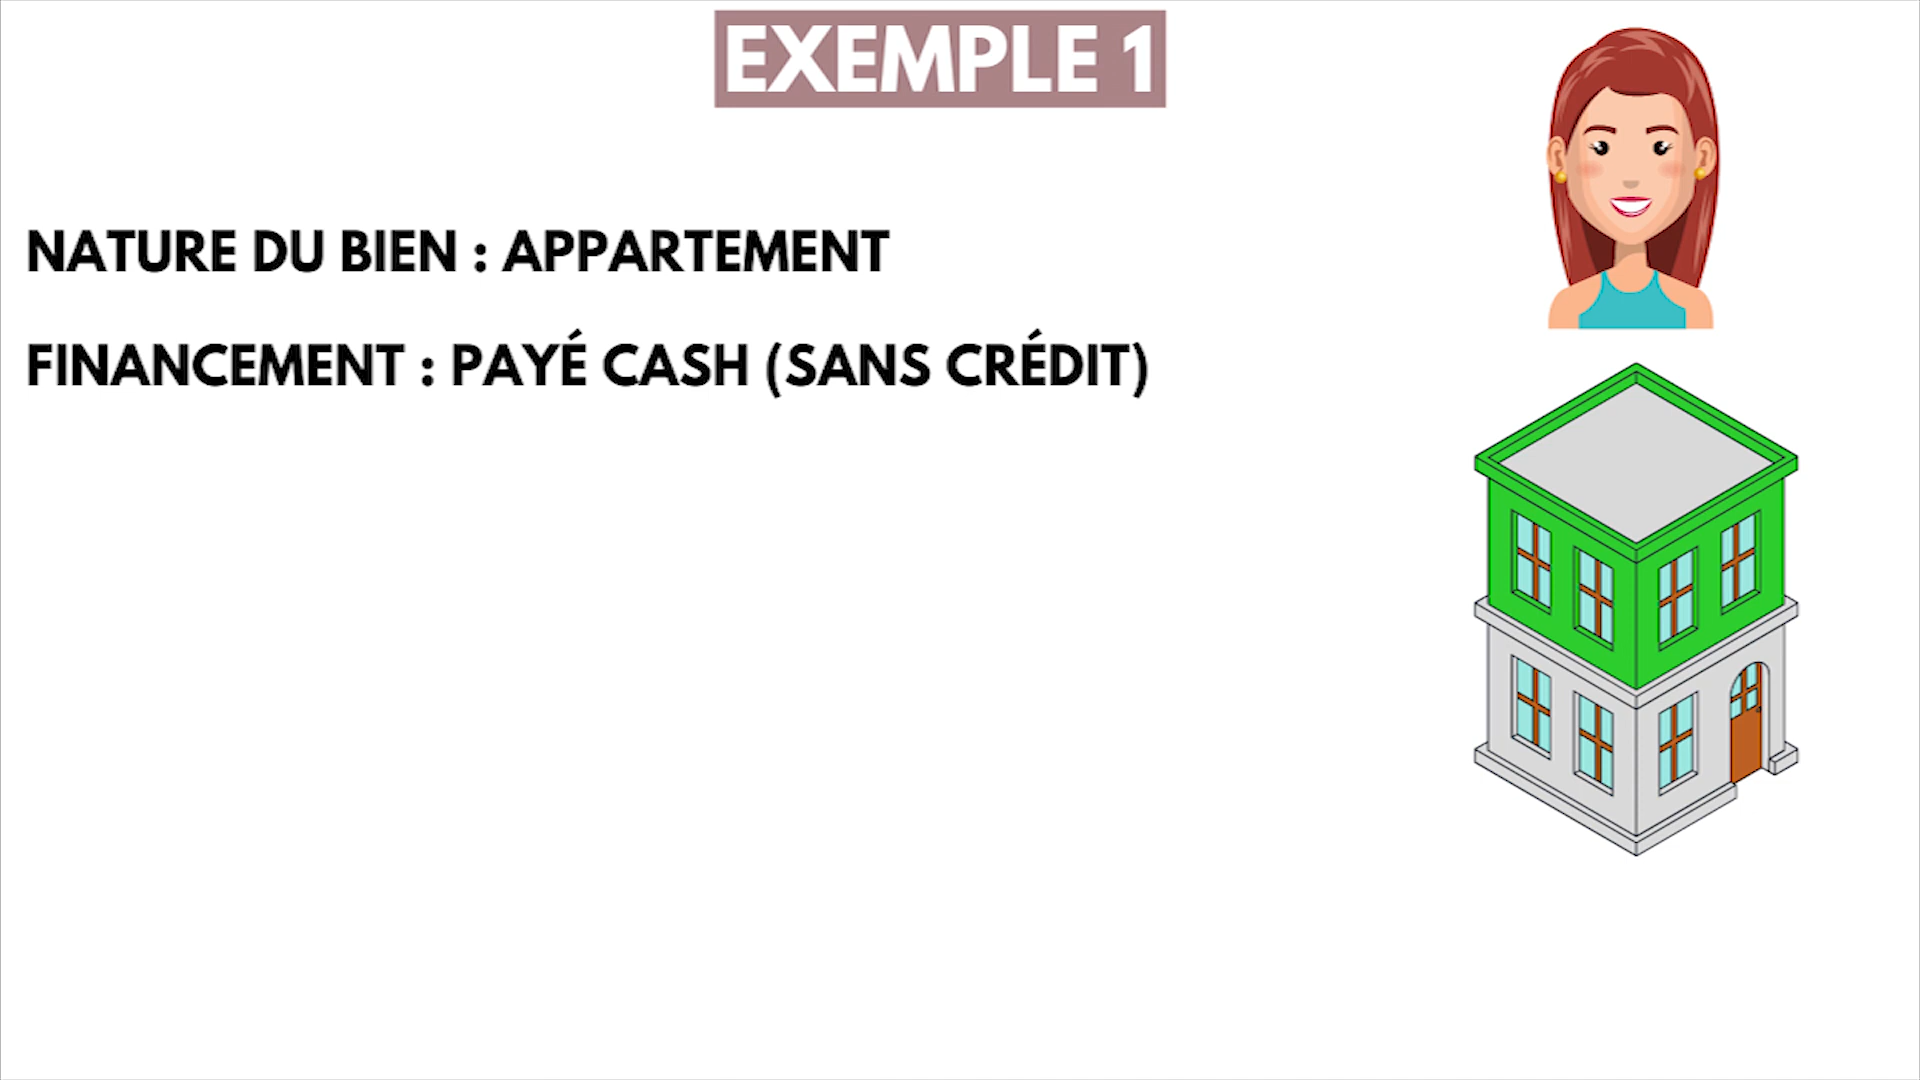 EXEMPLE 1
NATURE DU BIEN : APPARTEMENT
FINANCEMENT : PAYÉ CASH (SANS CRÉDIT)